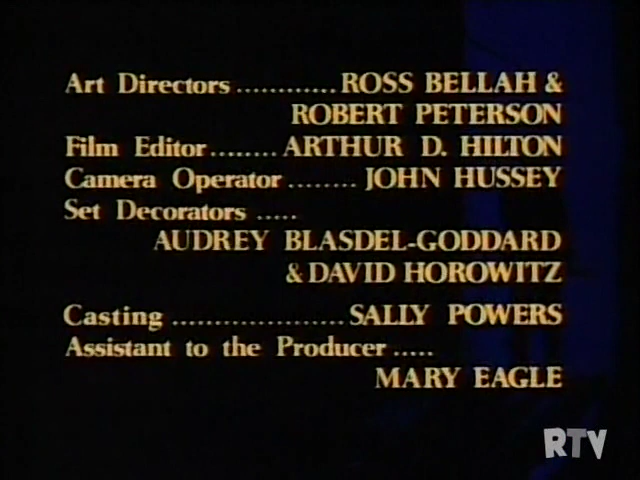 Art Directors ............ ROSS BELLAH &
ROBERT PETERSON
Film Editor ........ ARTHUR D. HILTON
Camera Operator ........ JOHN HUSSEY
Set Decorators .....
AUDREY BLASDEL-GODDARD
& DAVID HOROWITZ
Casting .................... SALLY POWERS
Assistant to the Producer .....
MARY EAGLE
RTV